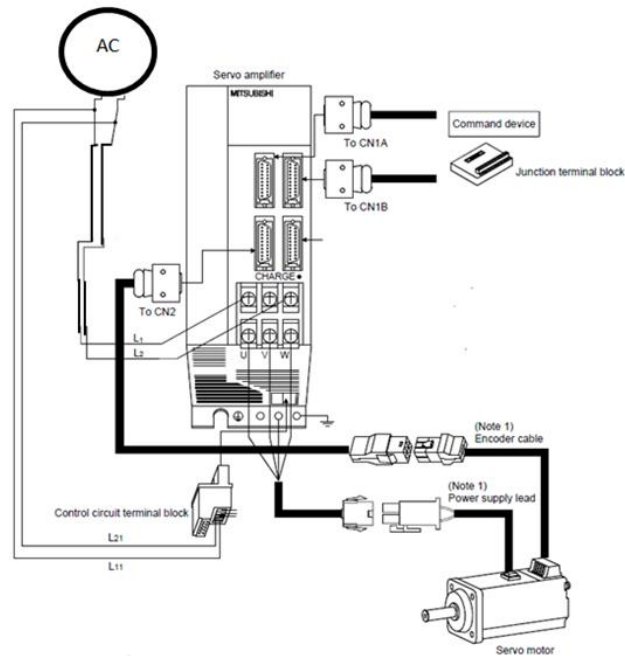 AC
Servo amplifier
MITSUBISHI
To CN1A
Command device
Junction terminal block
To CN1B
CHARGE
To CN2
L1
L2
U V W
(Note 1)
Encoder cable
(Note 1)
Power supply lead
Control circuit terminal block
L21
L11
Servo motor